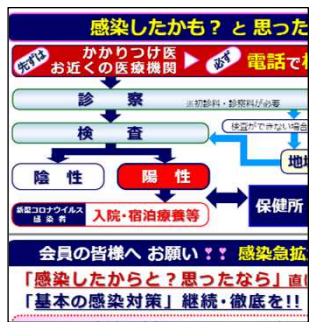 感染したかも？と思った
先ずは
かかりつけ医
お近くの医療機関
必ず
電話で
診 察
※初診料・診察料が必要
検 査
検査ができない場合
地域
陰 性
陽 性
保健所
新型コロナウイルス
感染者
入院・宿泊療養等
会員の皆様へ お願い !! 感染急拡
「感染したからと？思ったなら」直
「基本の感染対策」継続・徹底を!!